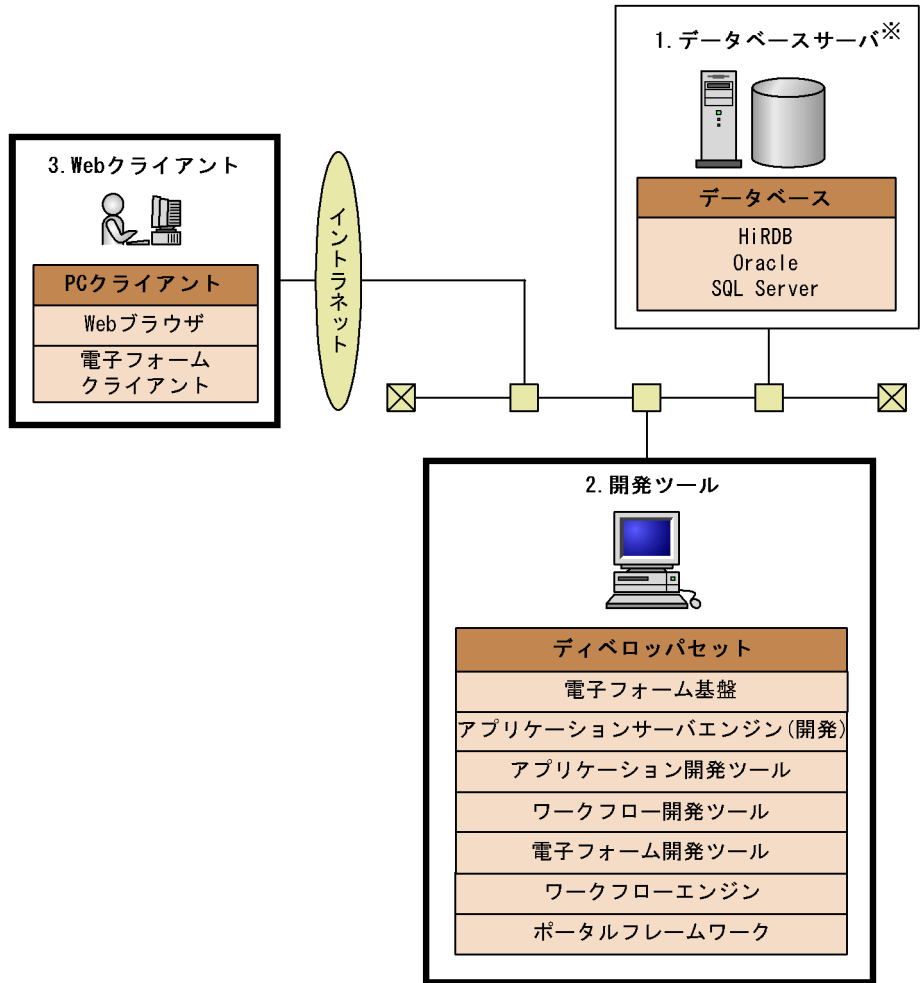 1.データベースサーバ※
データベース
HiRDB
Oracle
SQL Server
3.Webクライアント
PCクライアント
Webブラウザ
電子フォーム
クライアント
イントラネット
2.開発ツール
ディベロッパセット
電子フォーム基盤
アプリケーションサーバエンジン(開発)
アプリケーション開発ツール
ワークフロー開発ツール
電子フォーム開発ツール
ワークフローエンジン
ポータルフレームワーク